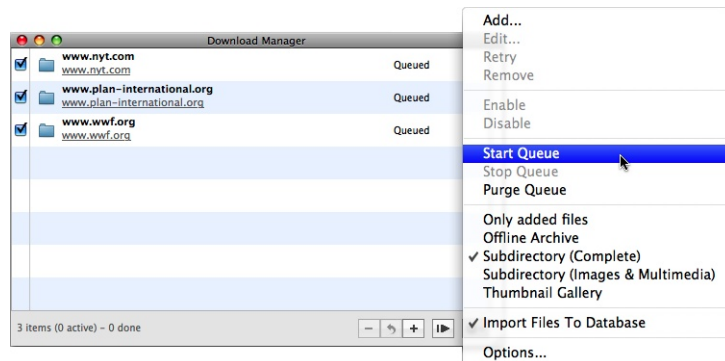 Download Manager
www.nyt.com
www.nyt.com
Queued
www.plan-international.org
www.plan-international.org
Queued
www.wwf.org
www.wwf.org
Queued
3 items (0 active) – 0 done
Add...
Edit...
Retry
Remove
Enable
Disable
Start Queue
Stop Queue
Purge Queue
Only added files
Offline Archive
✓ Subdirectory (Complete)
Subdirectory (Images & Multimedia)
Thumbnail Gallery
✓ Import Files To Database
Options...